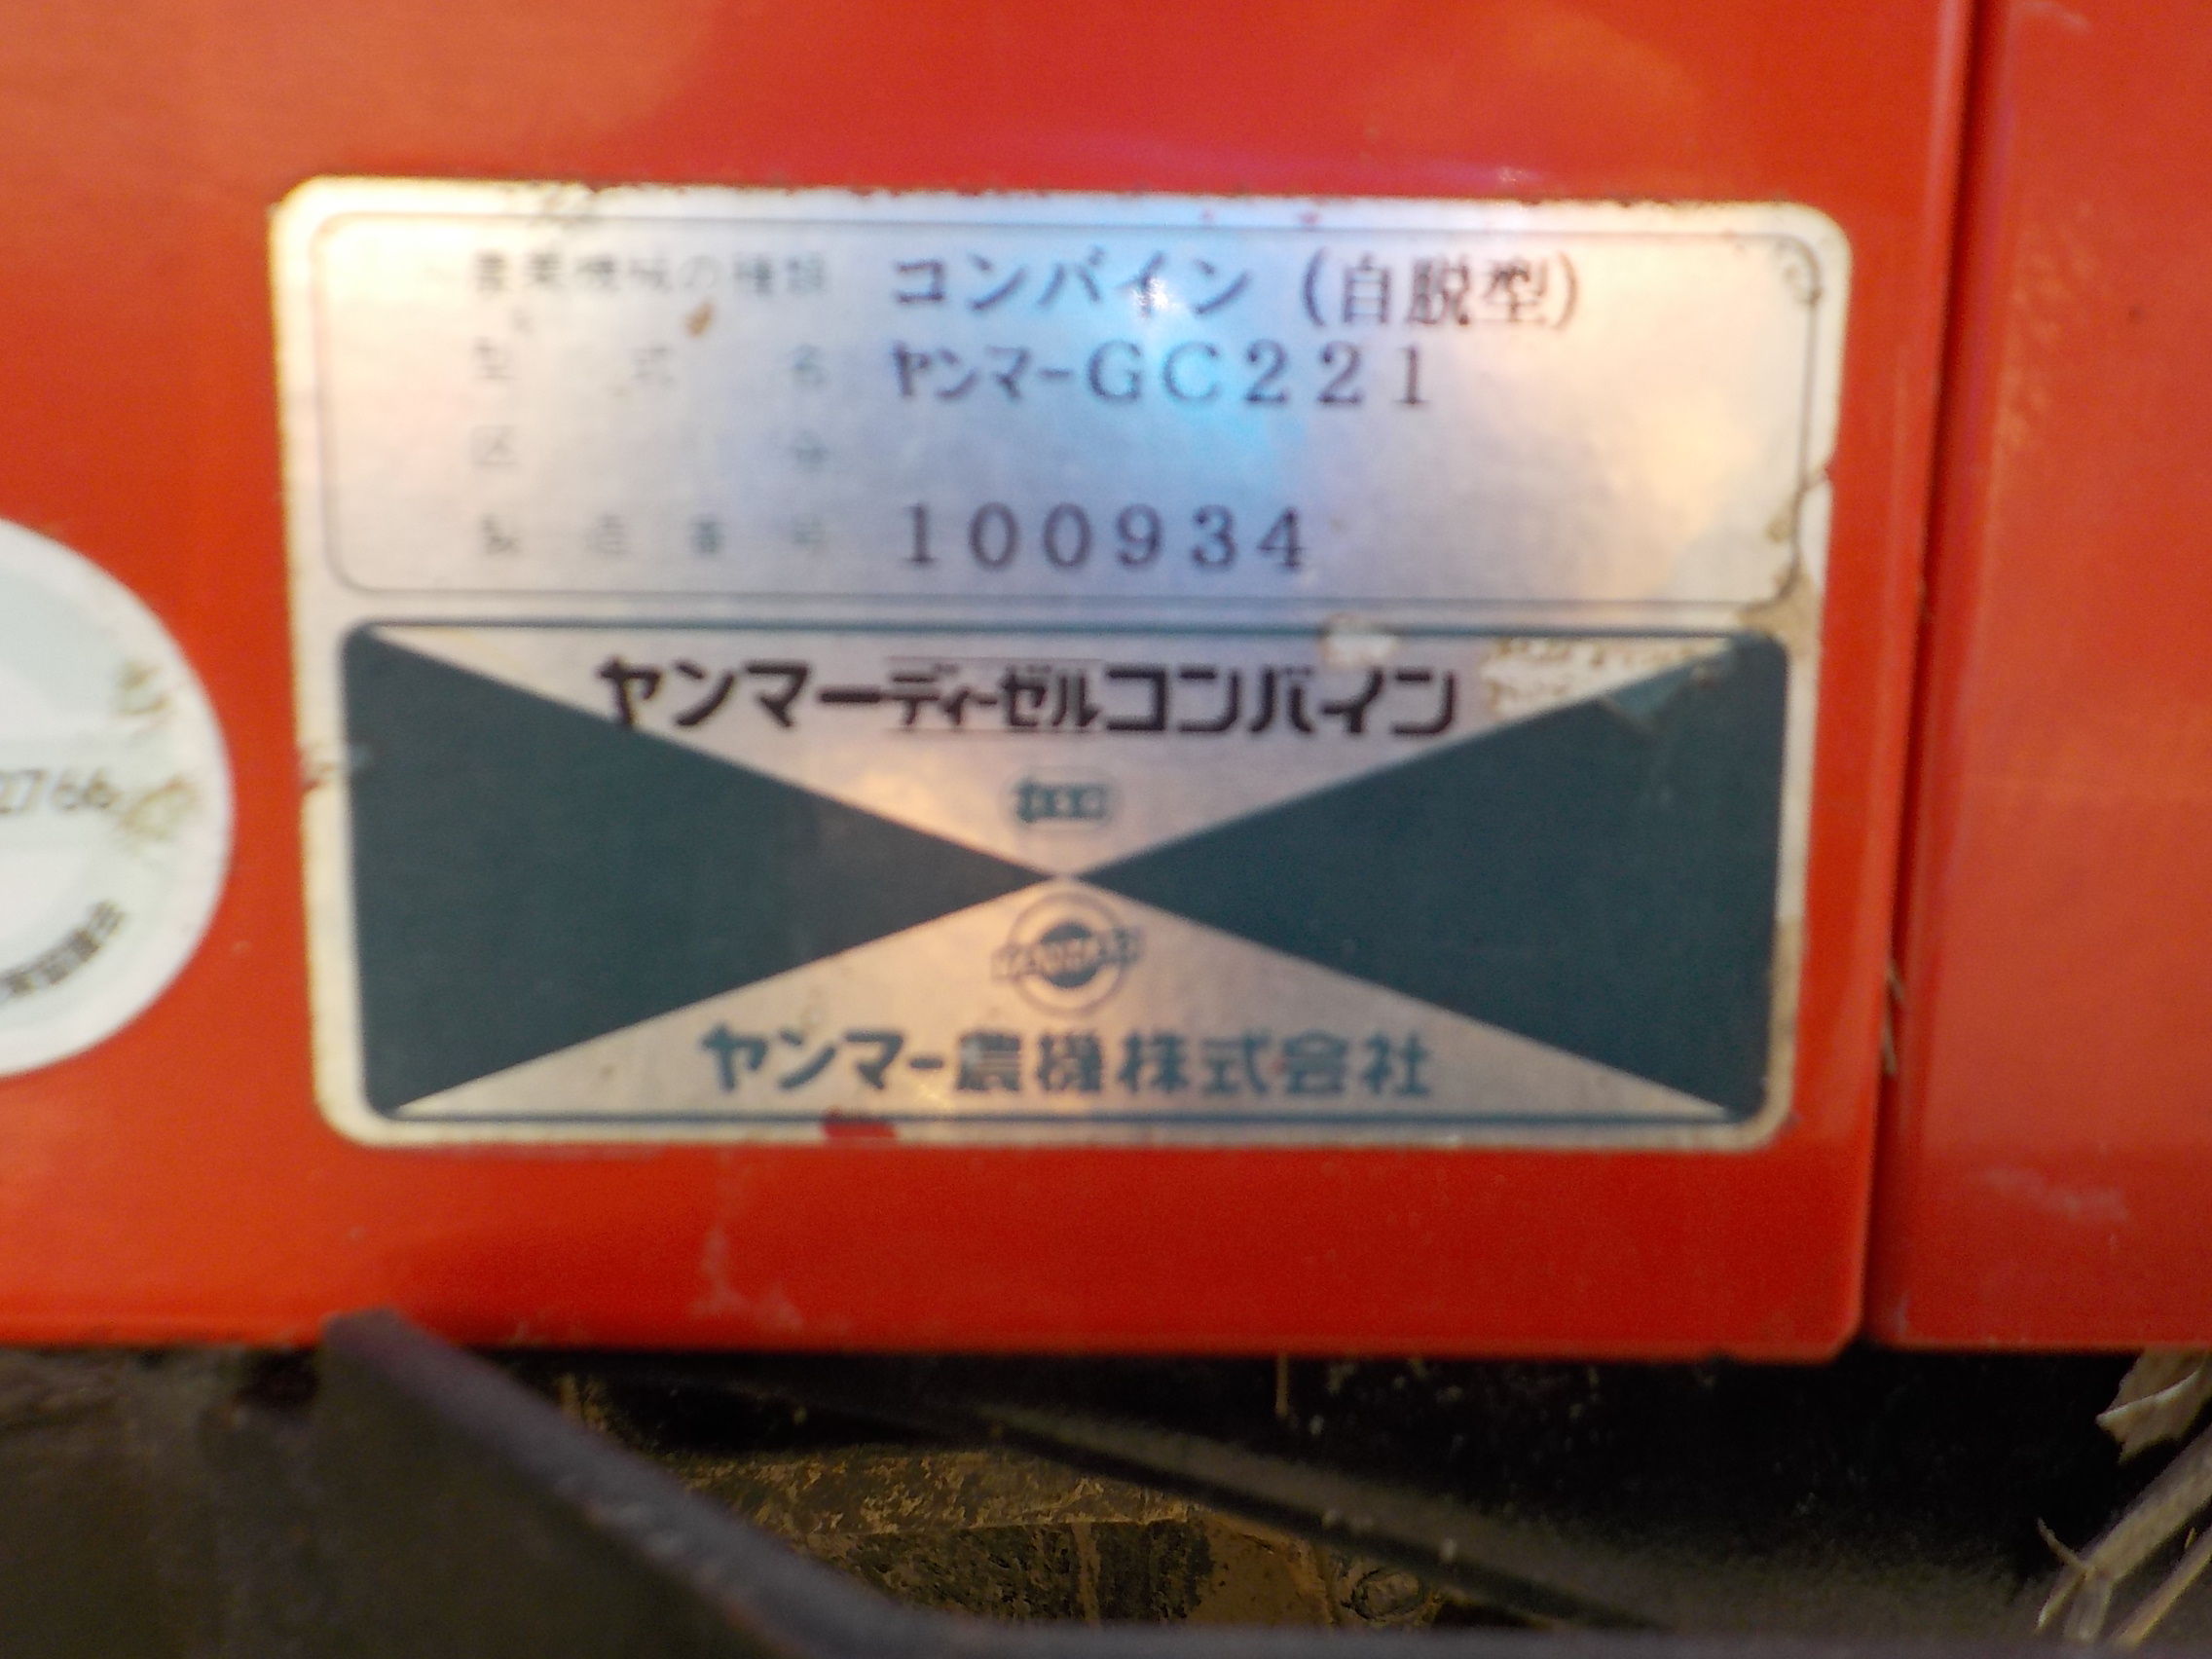 農業機械の種類 コンバイン (自脱型)
型式名 ヤンマーGC221
区分
製造番号 100934
ヤンマーディーゼルコンバイン
YANMAR
ヤンマー農機株式会社
2766